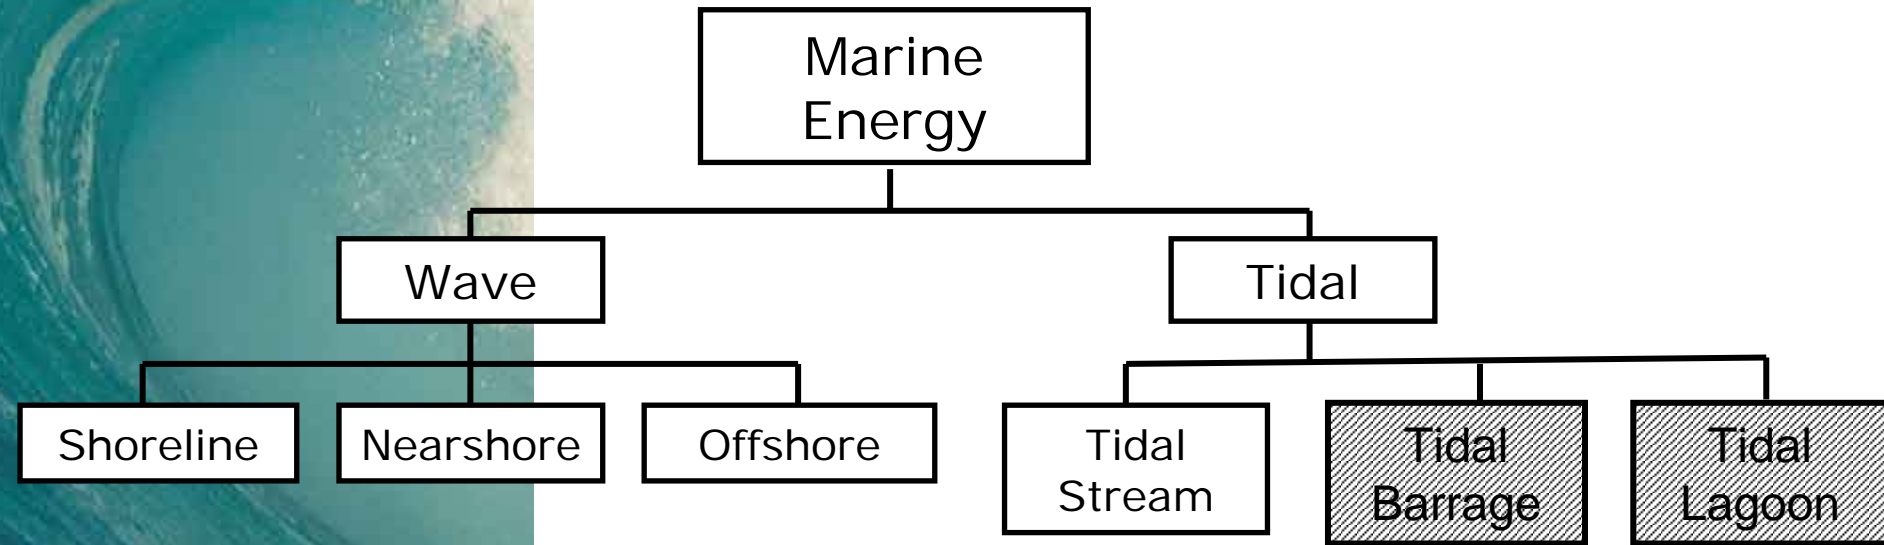 Marine
Energy
Wave
Tidal
Shoreline
Nearshore
Offshore
Tidal
Stream
Tidal
Barrage
Tidal
Lagoon